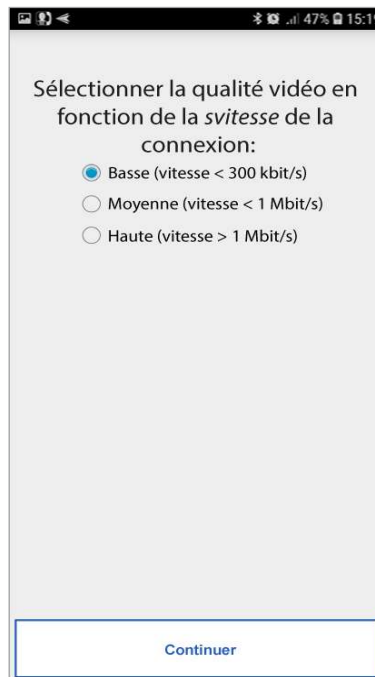 47% 15:19
Sélectionner la qualité vidéo en
fonction de la svitesse de la
connexion:
Basse (vitesse < 300 kbit/s)
Moyenne (vitesse < 1 Mbit/s)
Haute (vitesse > 1 Mbit/s)
Continuer